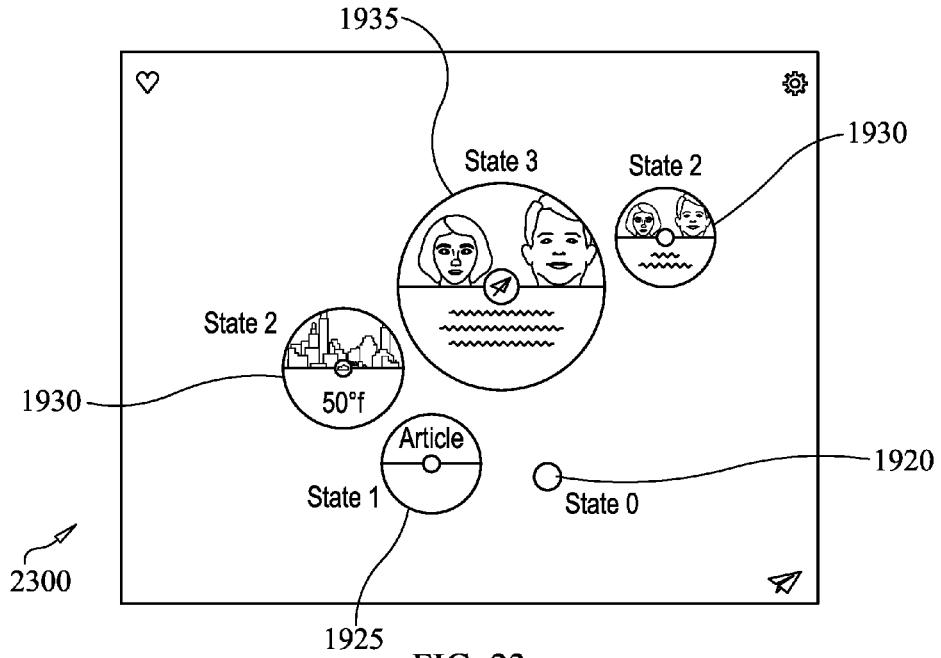 1935
State 3
State 2
1930
State 2
50°f
1930
Article
State 1
1920
State 0
2300
1925